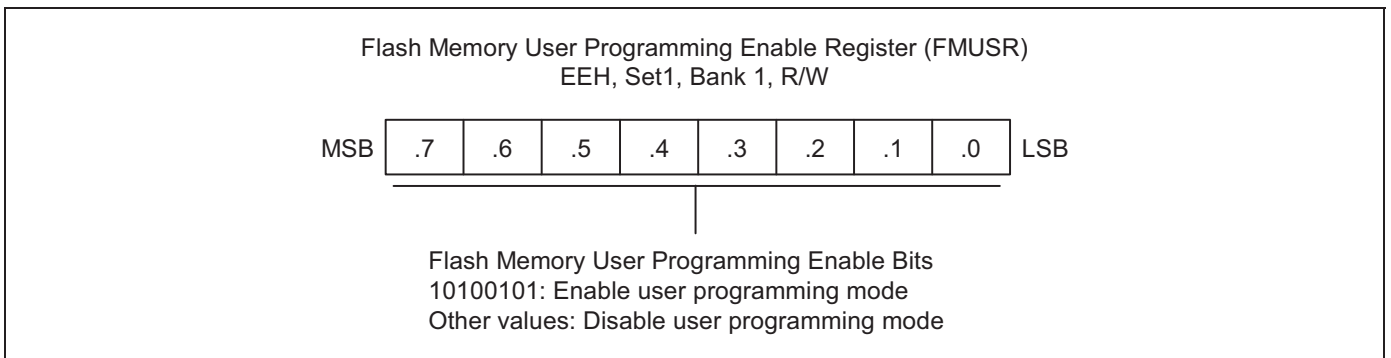 Flash Memory User Programming Enable Register (FMUSR)
EEH, Set1, Bank 1, R/W
MSB .7 .6 .5 .4 .3 .2 .1 .0 LSB
Flash Memory User Programming Enable Bits
10100101: Enable user programming mode
Other values: Disable user programming mode